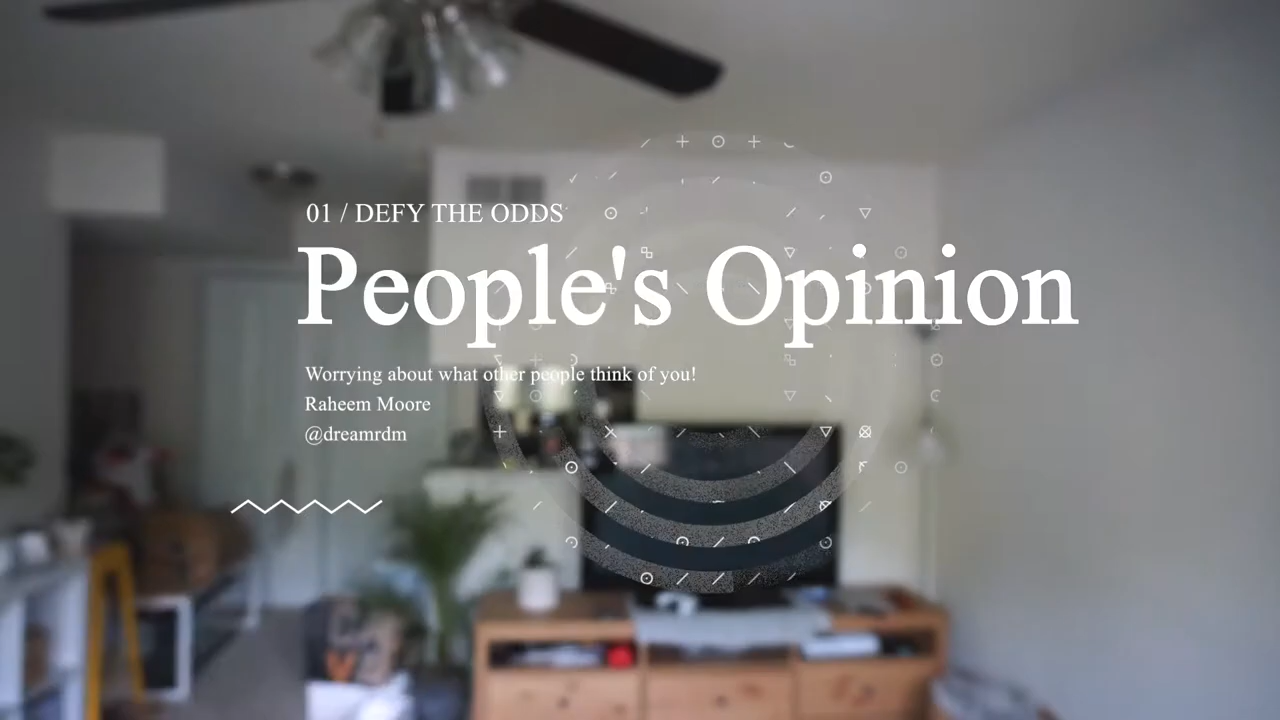 01 / DEFY THE ODDS
People's Opinion
Worrying about what other people think of you!
Raheem Moore
@dreamrdm